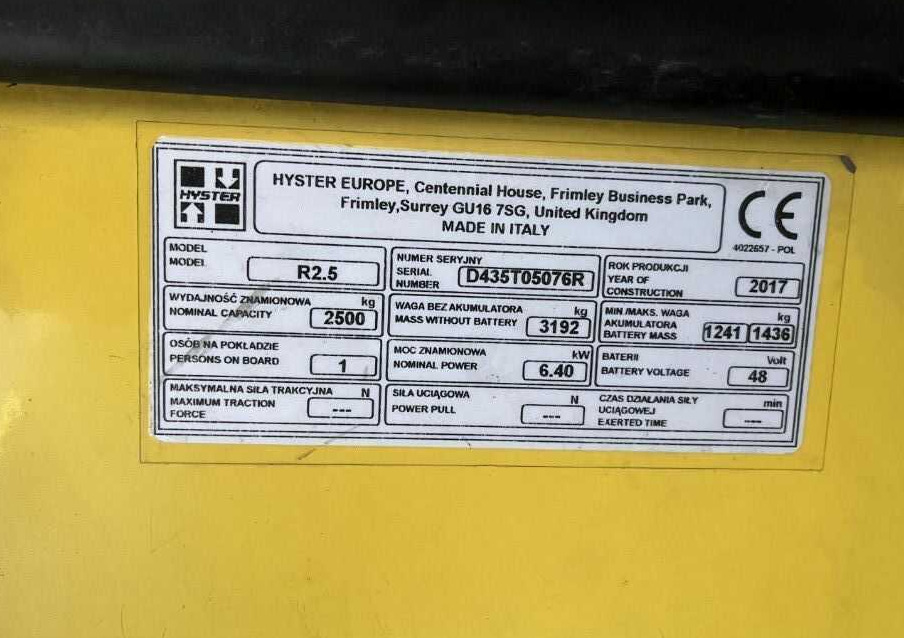 HYSTER
HYSTER EUROPE, Centennial House, Frimley Business Park,
Frimley,Surrey GU16 7SG, United Kingdom
MADE IN ITALY
CE
4022657 - POL
MODEL
MODEL
R2.5
NUMER SERYJNY
SERIAL
NUMBER
D435T05076R
ROK PRODUKCJI
YEAR OF
CONSTRUCTION
2017
WYDAJNOŚĆ ZNAMIONOWA kg
NOMINAL CAPACITY
2500
WAGA BEZ AKUMULATORA kg
MASS WITHOUT BATTERY
3192
MIN./MAKS. WAGA kg
AKUMULATORA
BATTERY MASS
1241 1436
OSÓB NA POKŁADZIE
PERSONS ON BOARD
1
MOC ZNAMIONOWA kW
NOMINAL POWER
6.40
BATERII Volt
BATTERY VOLTAGE
48
MAKSYMALNA SIŁA TRAKCYJNA N
MAXIMUM TRACTION
FORCE
---
SIŁA UCIĄGOWA N
POWER PULL
---
CZAS DZIAŁANIA SIŁY min
UCIĄGOWEJ
EXERTED TIME
---